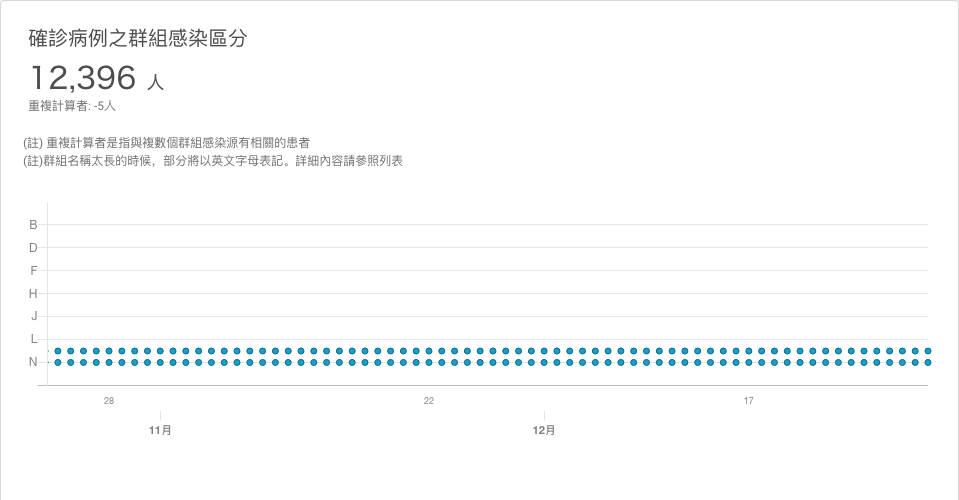 確診病例之群組感染區分
12,396 人
重複計算者: -5人
(註) 重複計算者是指與複數個群組感染源有相關的患者
(註)群組名稱太長的時候，部分將以英文字母表記。詳細內容請參照列表
B
D
F
H
J
L
N
28 22 17
11月 12月